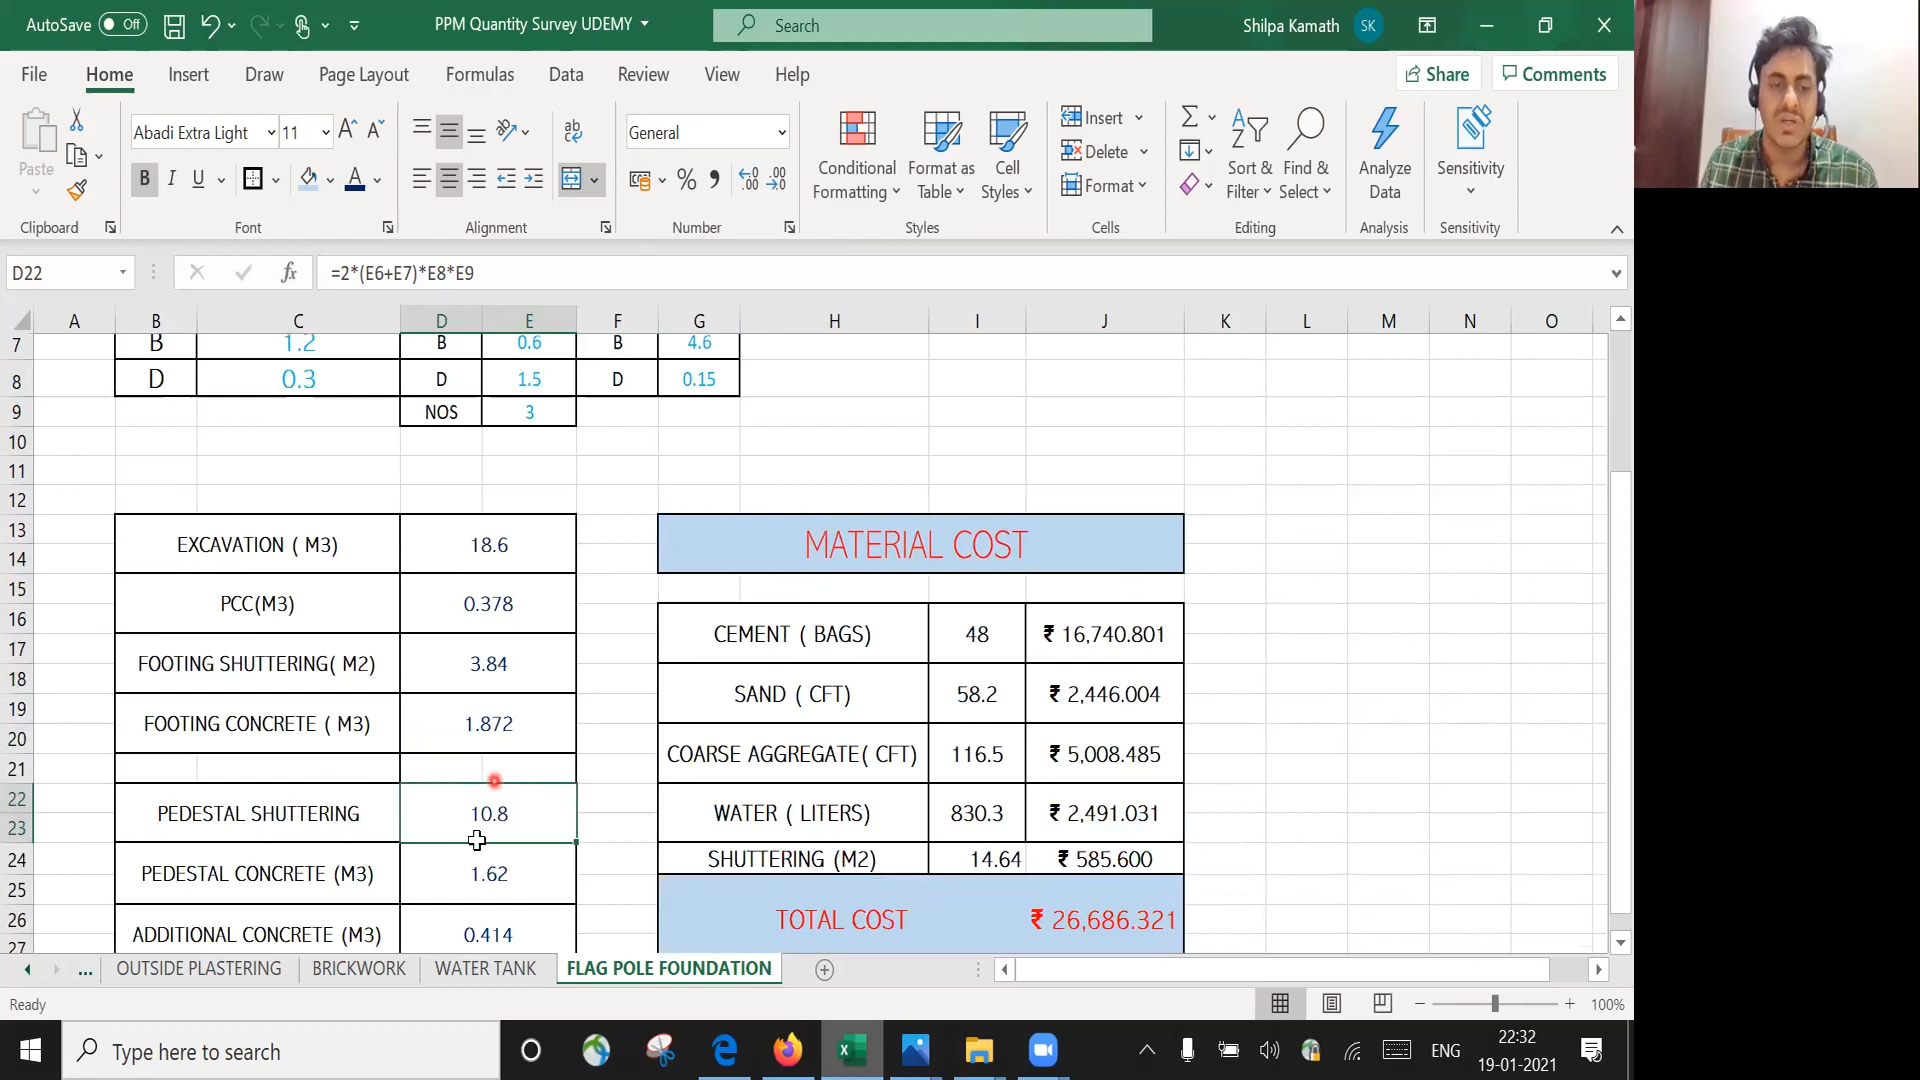 AutoSave Off PPM Quantity Survey UDEMY Search Shilpa Kamath SK
File Home Insert Draw Page Layout Formulas Data Review View Help Share Comments
Paste Abadi Extra Light 11 General Conditional Formatting Format as Table Cell Styles Insert Delete Format Sort & Filter Find & Select Analyze Data Sensitivity
Clipboard Font Alignment Number Styles Cells Editing Analysis Sensitivity
D22 fx =2*(E6+E7)*E8*E9
A B C D E F G H I J K L M N O
7 B 1.2 B 0.6 B 4.6
8 D 0.3 D 1.5 D 0.15
9 NOS 3
10
11
12
13 EXCAVATION ( M3) 18.6 MATERIAL COST
14
15 PCC(M3) 0.378
16 CEMENT ( BAGS) 48 ₹ 16,740.801
17 FOOTING SHUTTERING( M2) 3.84
18 SAND ( CFT) 58.2 ₹ 2,446.004
19 FOOTING CONCRETE ( M3) 1.872
20 COARSE AGGREGATE( CFT) 116.5 ₹ 5,008.485
21
22 PEDESTAL SHUTTERING 10.8 WATER ( LITERS) 830.3 ₹ 2,491.031
23
24 PEDESTAL CONCRETE (M3) 1.62 SHUTTERING (M2) 14.64 ₹ 585.600
25
26 TOTAL COST ₹ 26,686.321
27 ADDITIONAL CONCRETE (M3) 0.414
... OUTSIDE PLASTERING BRICKWORK WATER TANK FLAG POLE FOUNDATION
Ready 100%
Type here to search ENG 22:32
19-01-2021